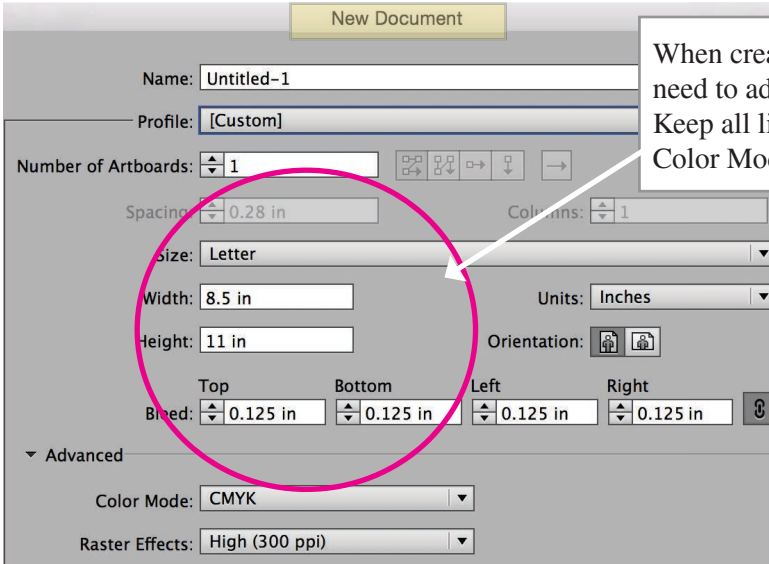 New Document
When crea
need to ad
Keep all li
Color Mo
Name: Untitled-1
Profile: [Custom]
Number of Artboards: 1
Spacing: 0.28 in Columns: 1
Size: Letter
Width: 8.5 in Units: Inches
Height: 11 in Orientation:
Top Bottom Left Right
Bleed: 0.125 in 0.125 in 0.125 in 0.125 in
Advanced
Color Mode: CMYK
Raster Effects: High (300 ppi)